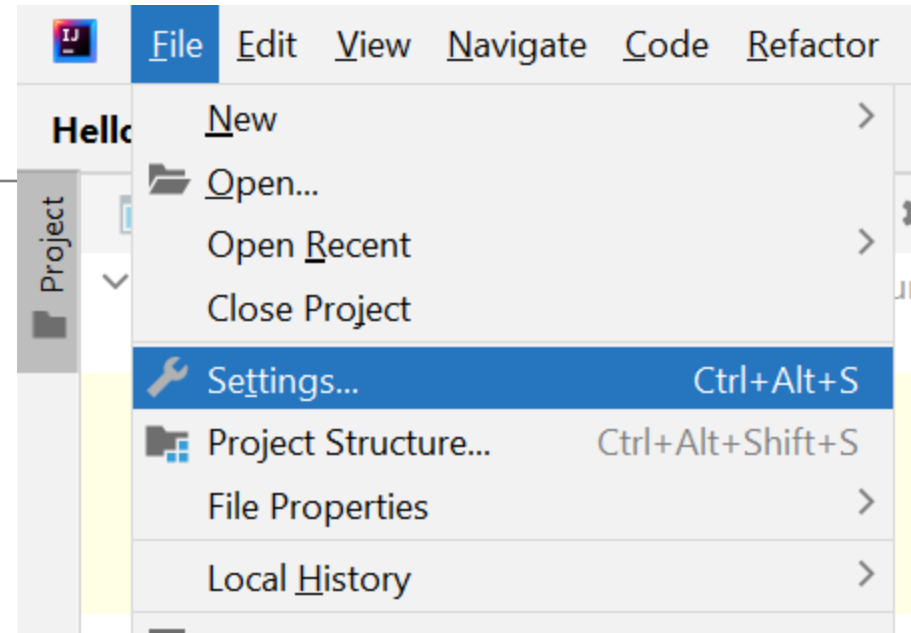 IJ
File Edit View Navigate Code Refactor
Hello
New
Open...
Open Recent
Close Project
Settings... Ctrl+Alt+S
Project Structure... Ctrl+Alt+Shift+S
File Properties
Local History
Project